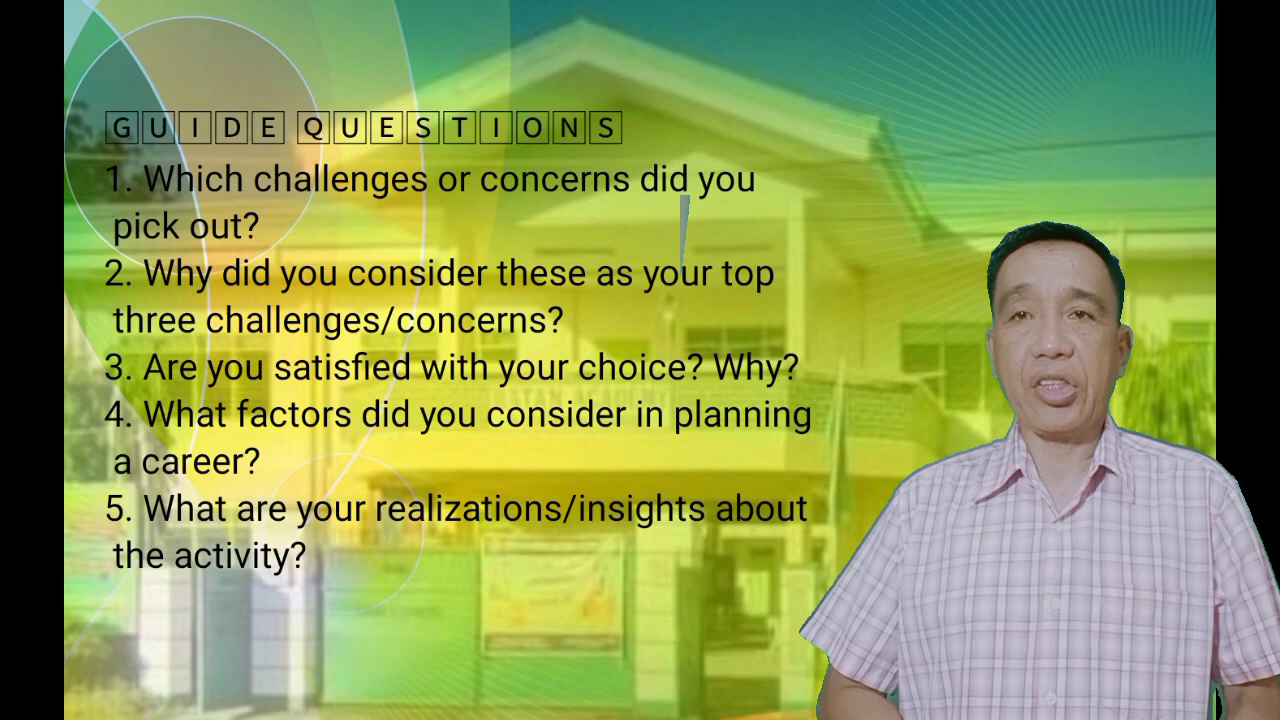 GUIDE QUESTIONS
1. Which challenges or concerns did you
pick out?
2. Why did you consider these as your top
three challenges/concerns?
3. Are you satisfied with your choice? Why?
4. What factors did you consider in planning
a career?
5. What are your realizations/insights about
the activity?